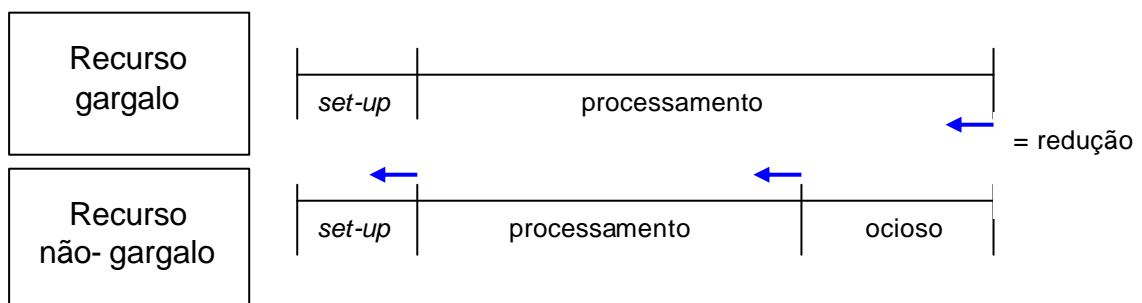 Recurso
gargalo
set-up
processamento
= redução
Recurso
não- gargalo
set-up
processamento
ocioso